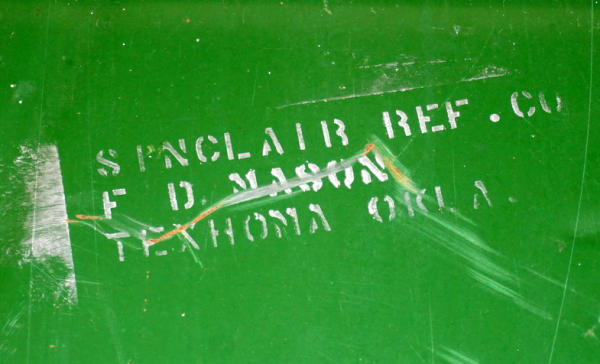 SINCLAIR REF. CO
F D. MASON
TEXHOMA OKLA.